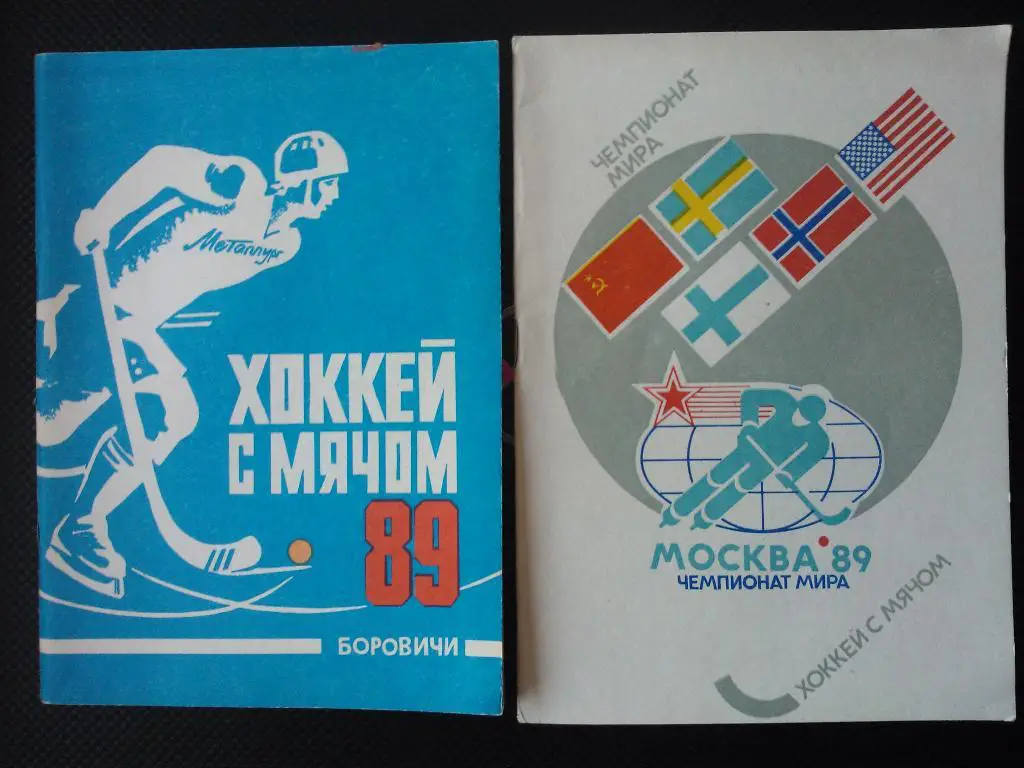 Металлург
ХОККЕЙ
С МЯЧОМ
89
БОРОВИЧИ
ЧЕМПИОНАТ
МИРА
МОСКВА '89
ЧЕМПИОНАТ МИРА
ХОККЕЙ С МЯЧОМ